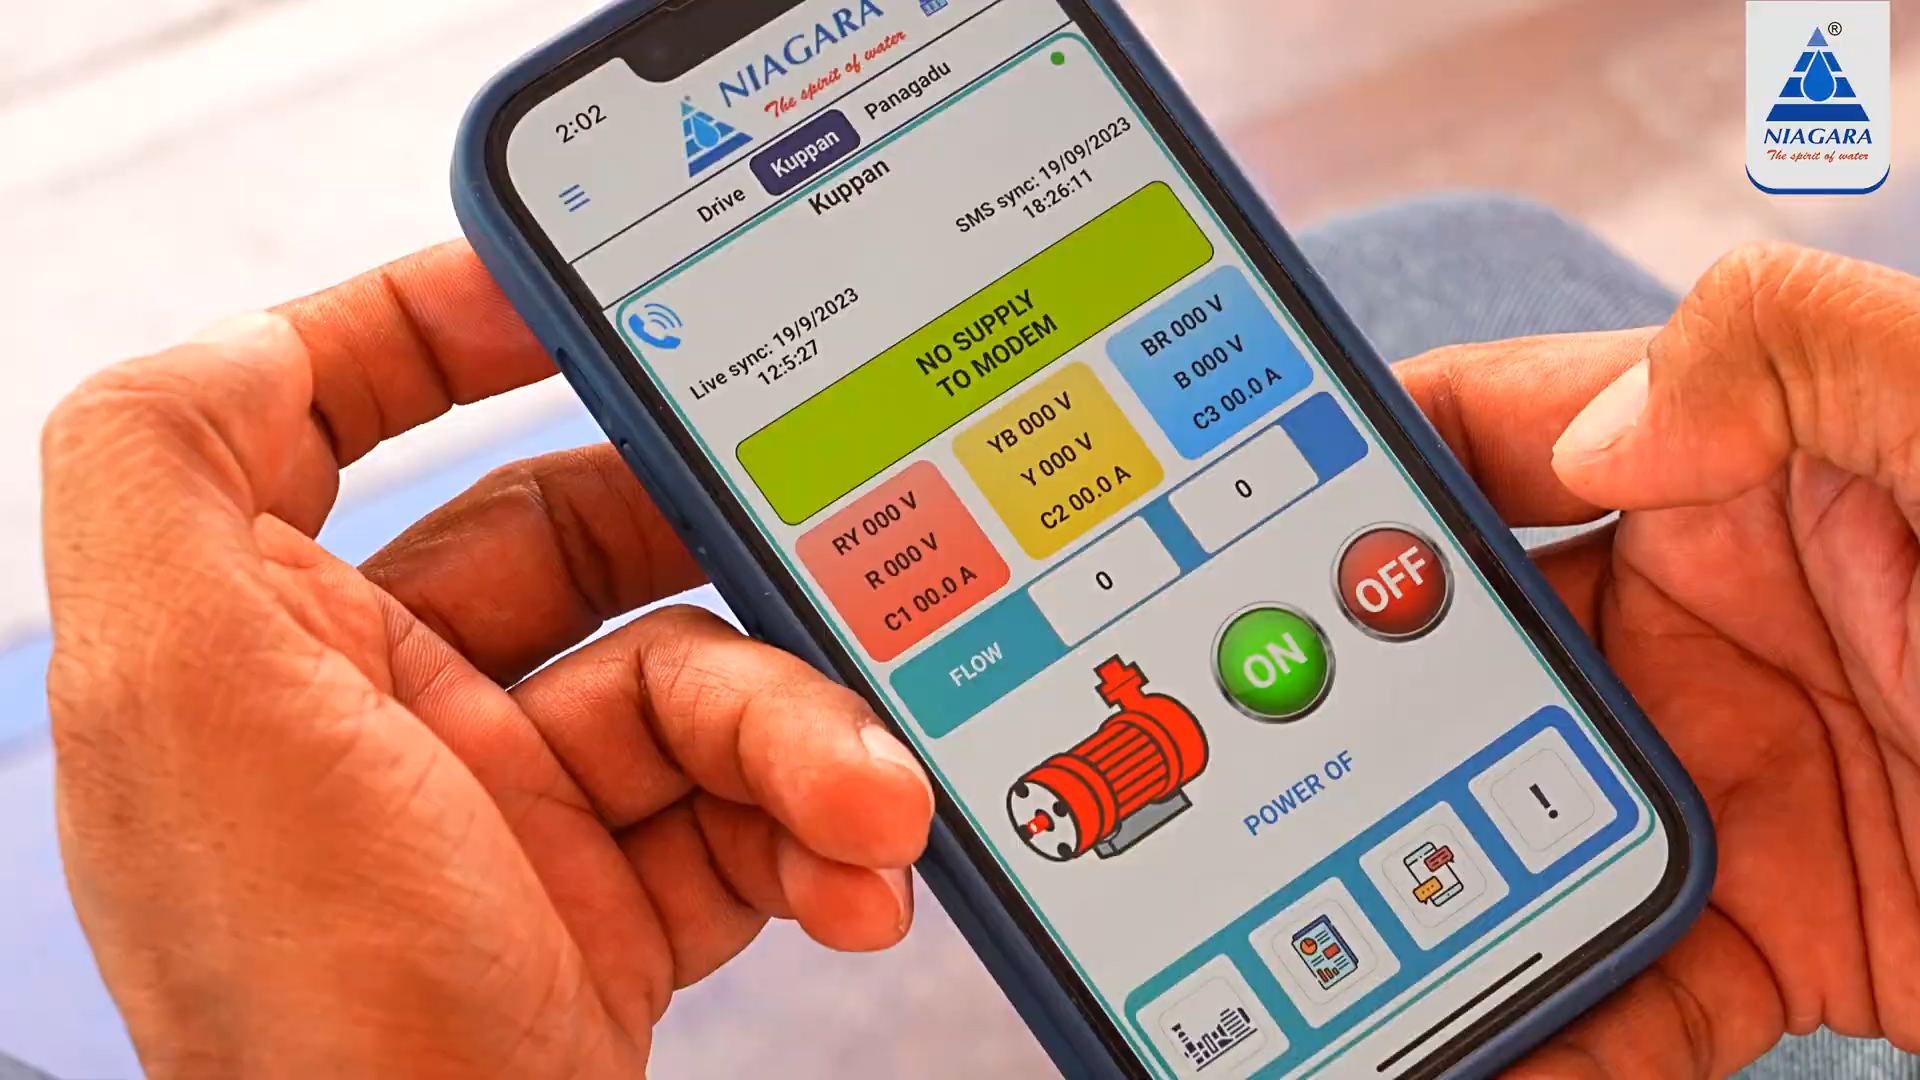 2:02
NIAGARA
The spirit of water
Drive
Kuppan
Panagadu
Kuppan
Live sync: 19/9/2023
12:5:27
SMS sync: 19/09/2023
18:26:11
NO SUPPLY
TO MODEM
RY 000 V
R 000 V
C1 00.0 A
YB 000 V
Y 000 V
C2 00.0 A
BR 000 V
B 000 V
C3 00.0 A
FLOW
0
0
ON
OFF
POWER OF
!
®
NIAGARA
The spirit of water